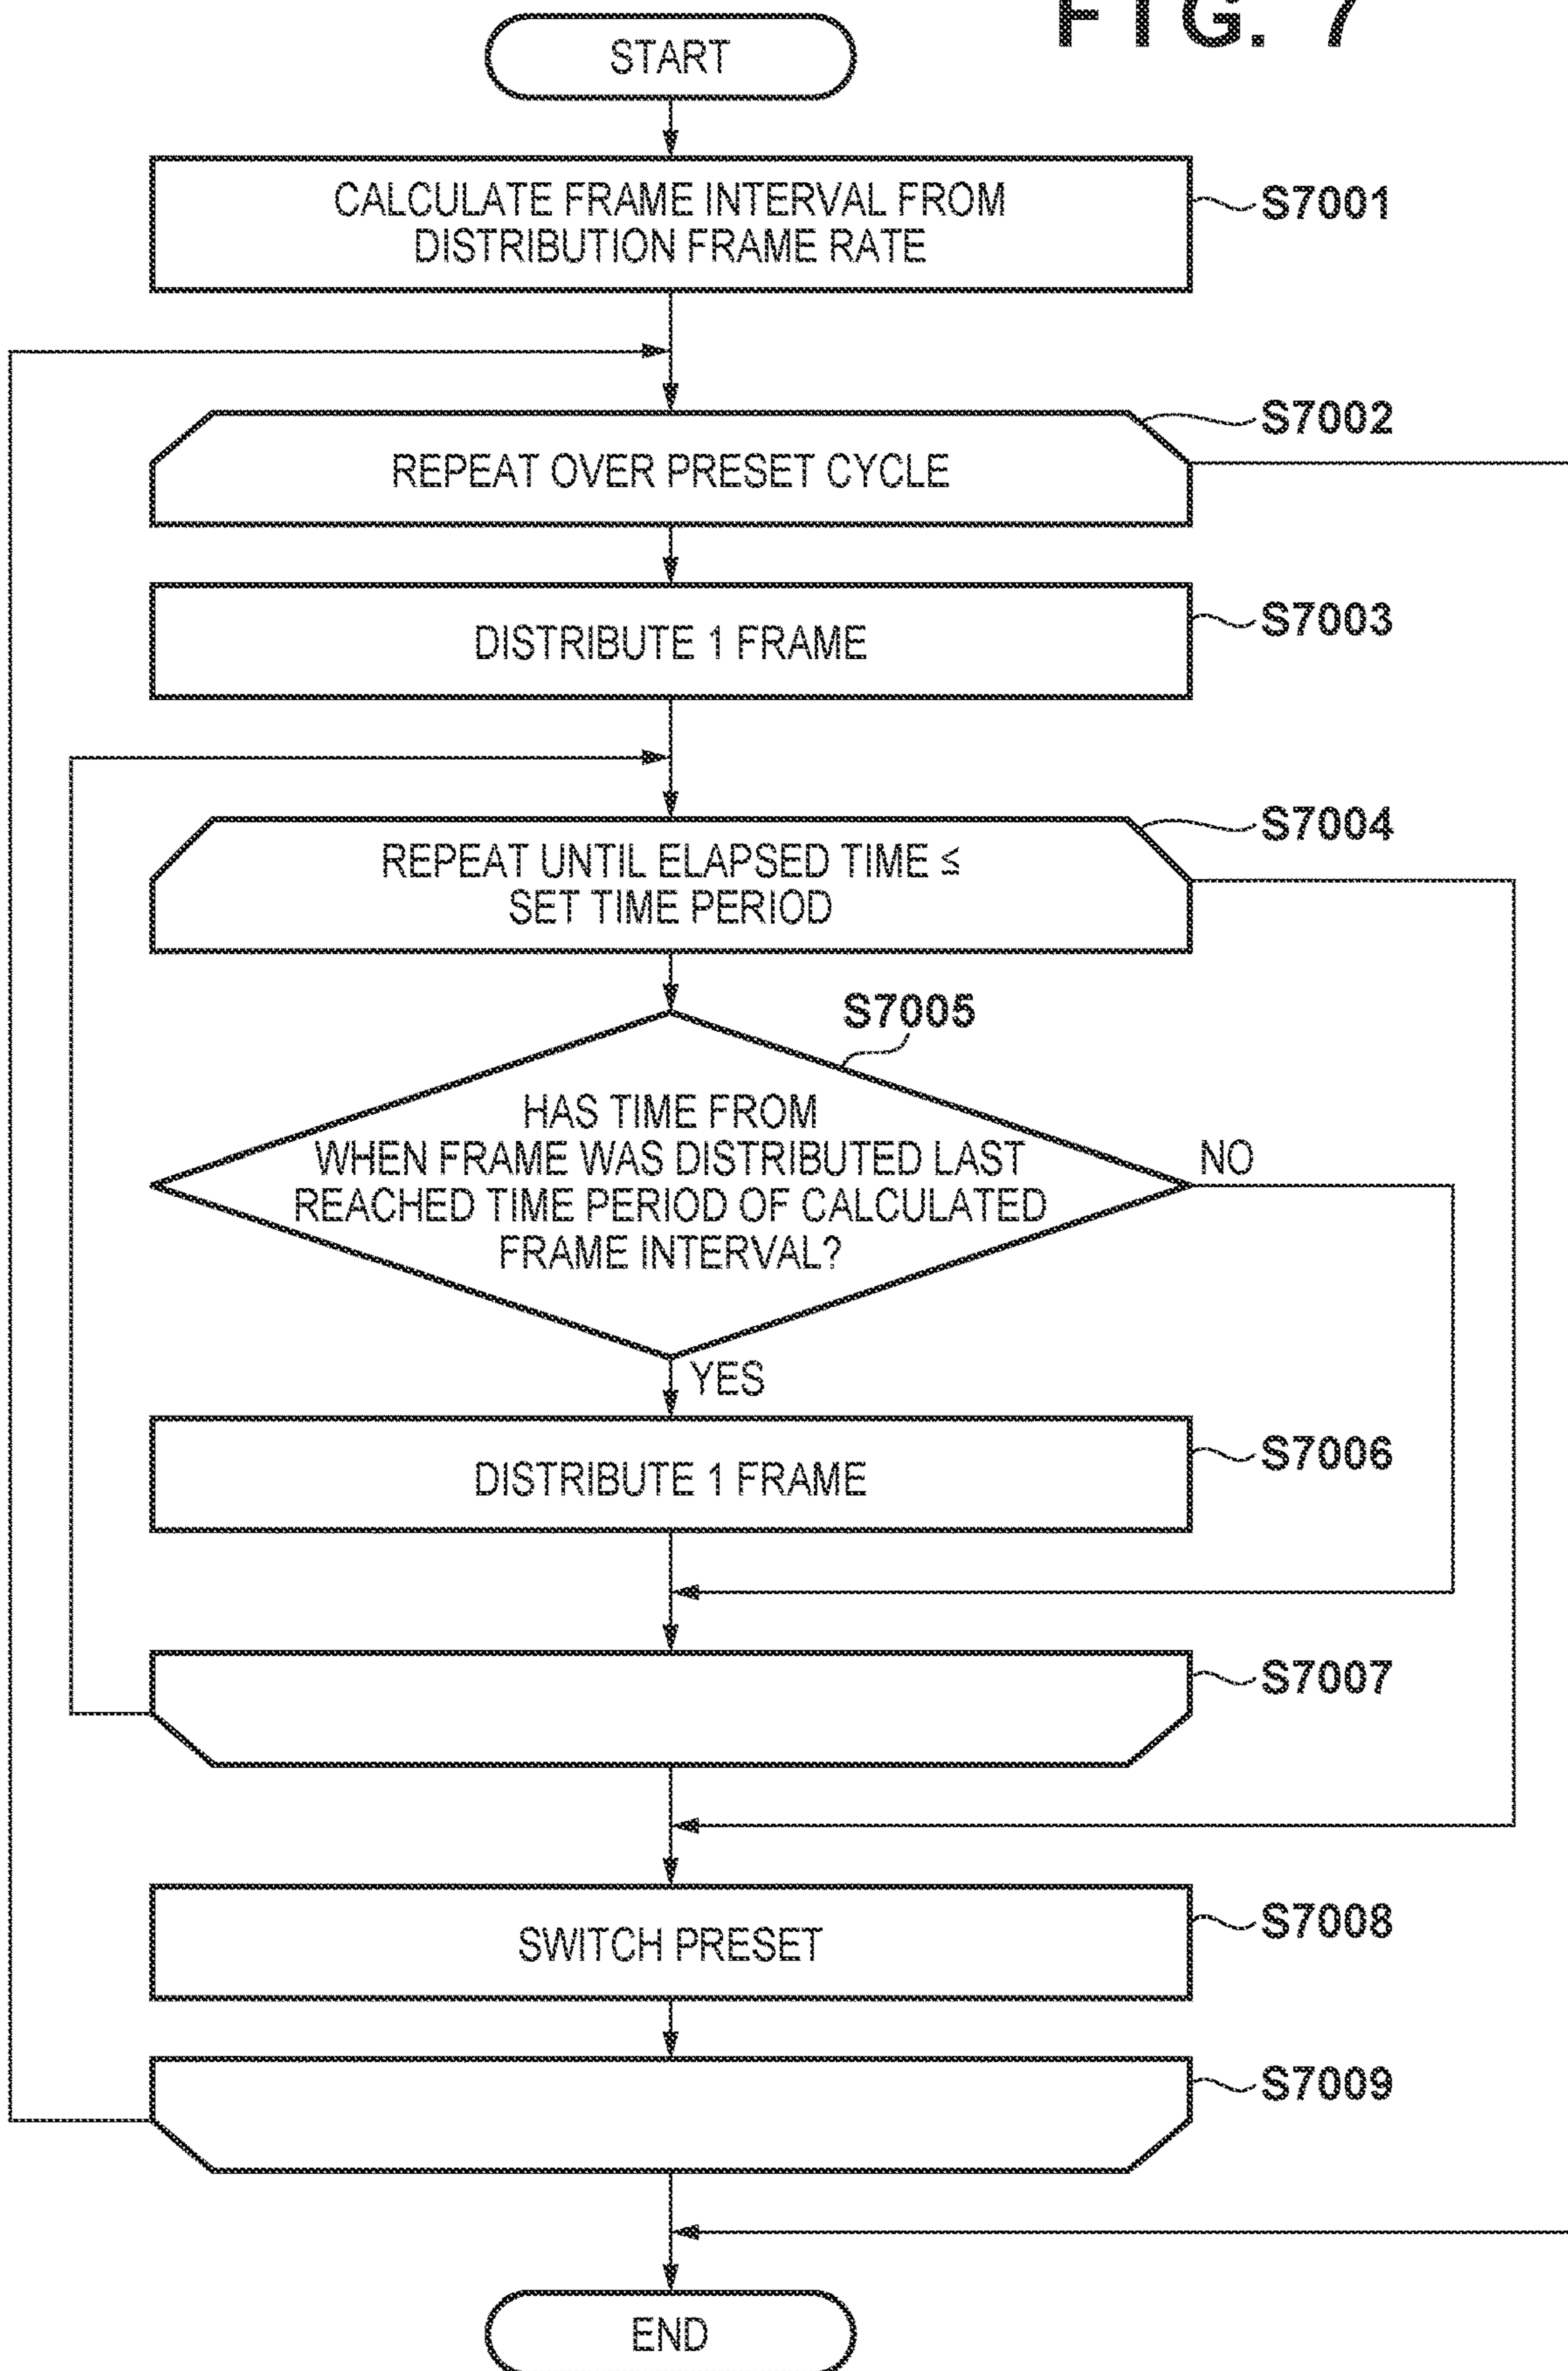 FIG. 7
START
CALCULATE FRAME INTERVAL FROM
DISTRIBUTION FRAME RATE
S7001
S7002
REPEAT OVER PRESET CYCLE
S7003
DISTRIBUTE 1 FRAME
S7004
REPEAT UNTIL ELAPSED TIME ≦
SET TIME PERIOD
S7005
HAS TIME FROM
WHEN FRAME WAS DISTRIBUTED LAST
REACHED TIME PERIOD OF CALCULATED
FRAME INTERVAL?
NO
YES
S7006
DISTRIBUTE 1 FRAME
S7007
S7008
SWITCH PRESET
S7009
END